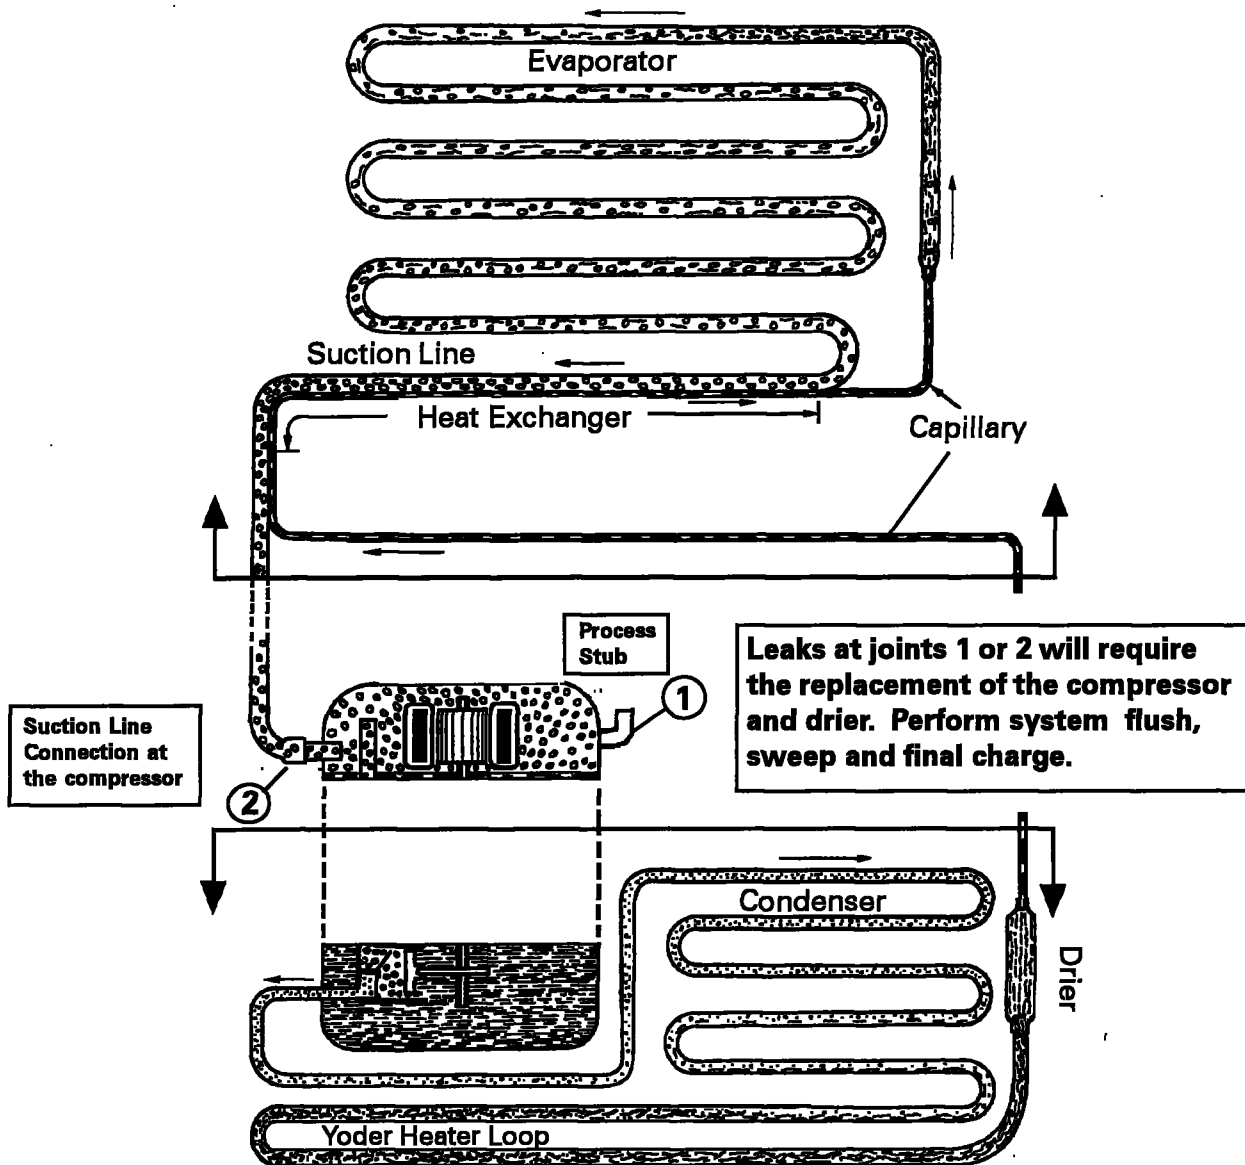 Evaporator
Suction Line
Heat Exchanger
Capillary
Process
Stub
1
Leaks at joints 1 or 2 will require
the replacement of the compressor
and drier. Perform system flush,
sweep and final charge.
Suction Line
Connection at
the compressor
2
Condenser
Drier
Yoder Heater Loop